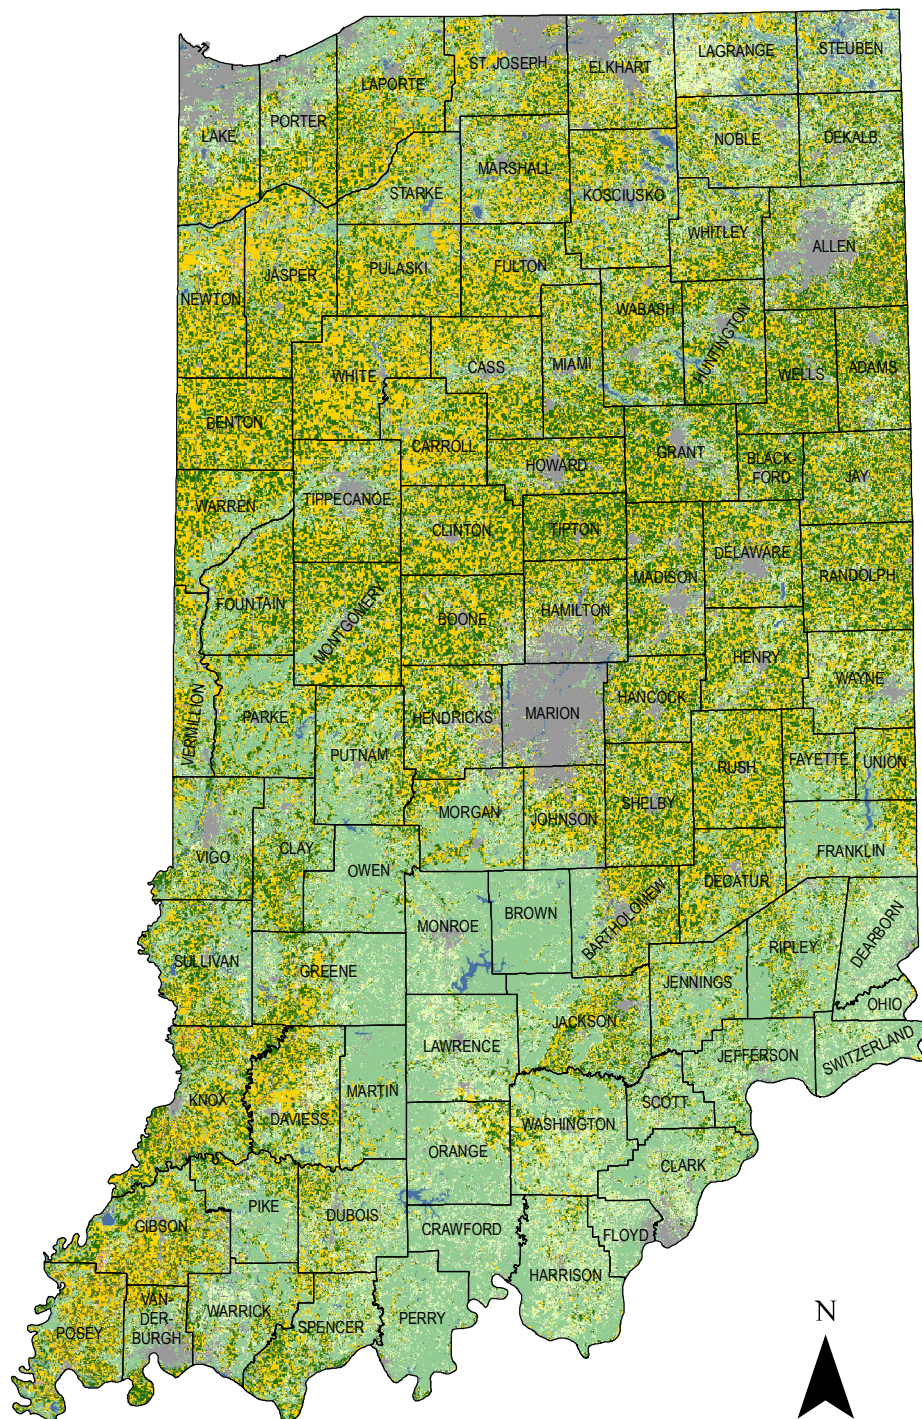 STEUBEN
LAGRANGE
ST. JOSEPH
ELKHART
LAPORTE
PORTER
LAKE
NOBLE
DEKALB
MARSHALL
STARKE
KOSCIUSKO
WHITLEY
ALLEN
FULTON
PULASKI
JASPER
NEWTON
WABASH
HUNTINGTON
MIAMI
CASS
WHITE
WELLS
ADAMS
BENTON
CARROLL
GRANT
BLACK-
FORD
JAY
HOWARD
TIPPECANOE
WARREN
CLINTON
TIPTON
DELAWARE
MADISON
RANDOLPH
FOUNTAIN
MONTGOMERY
BOONE
HAMILTON
HENRY
WAYNE
VERMILION
PARKE
HENDRICKS
MARION
HANCOCK
PUTNAM
FAYETTE
UNION
RUSH
SHELBY
MORGAN
JOHNSON
VIGO
CLAY
OWEN
FRANKLIN
DECATUR
BARTHOLOMEW
BROWN
MONROE
DEARBORN
RIPLEY
SULLIVAN
GREENE
JENNINGS
OHIO
JACKSON
LAWRENCE
JEFFERSON
SWITZERLAND
KNOX
DAVIESS
MARTIN
SCOTT
WASHINGTON
ORANGE
CLARK
PIKE
DUBOIS
GIBSON
CRAWFORD
FLOYD
HARRISON
VAN-
DER-
BURGH
WARRICK
POSEY
SPENCER
PERRY
N